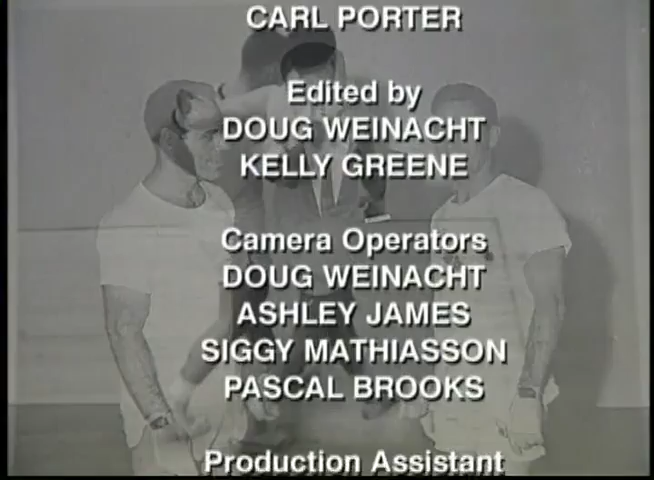 CARL PORTER
Edited by
DOUG WEINACHT
KELLY GREENE
Camera Operators
DOUG WEINACHT
ASHLEY JAMES
SIGGY MATHIASSON
PASCAL BROOKS
Production Assistant